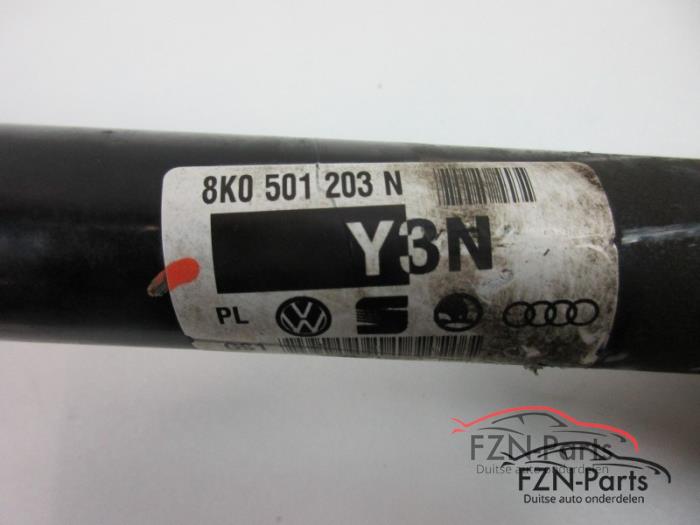 8K0 501 203 N
Y3N
PL
FZN-Parts
Duitse auto onderdelen
FZN-Parts
Duitse auto onderdelen